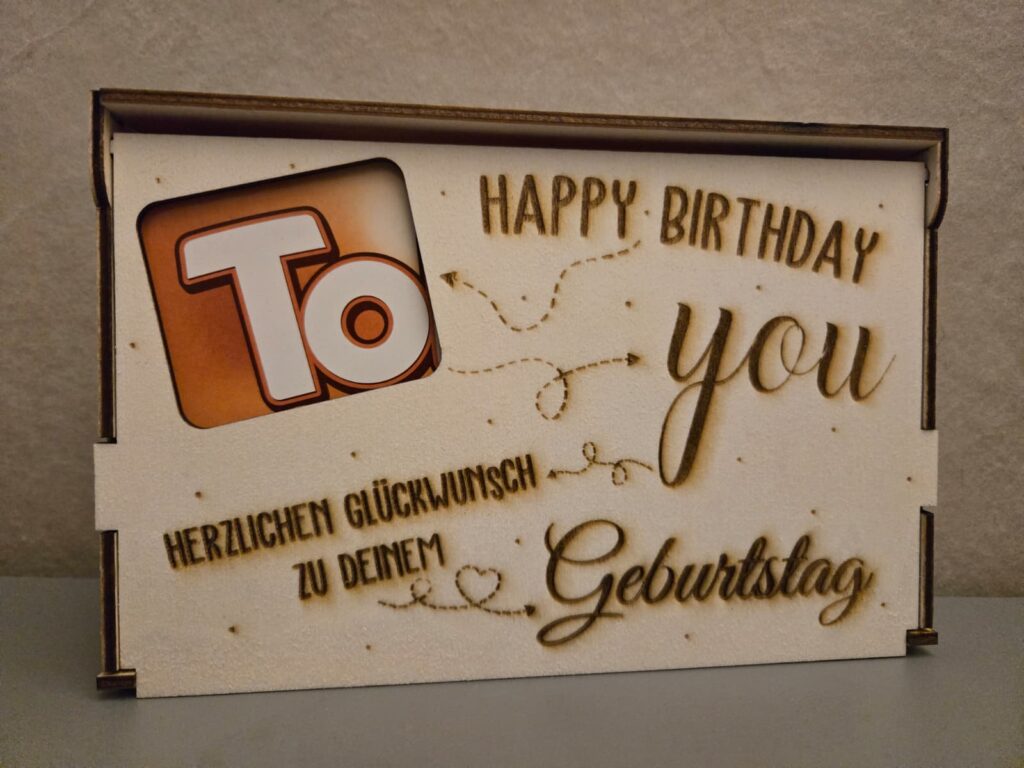 HAPPY BIRTHDAY
To
you
HERZLICHEN GLÜCKWUNSCH
ZU DEINEM
Geburtstag